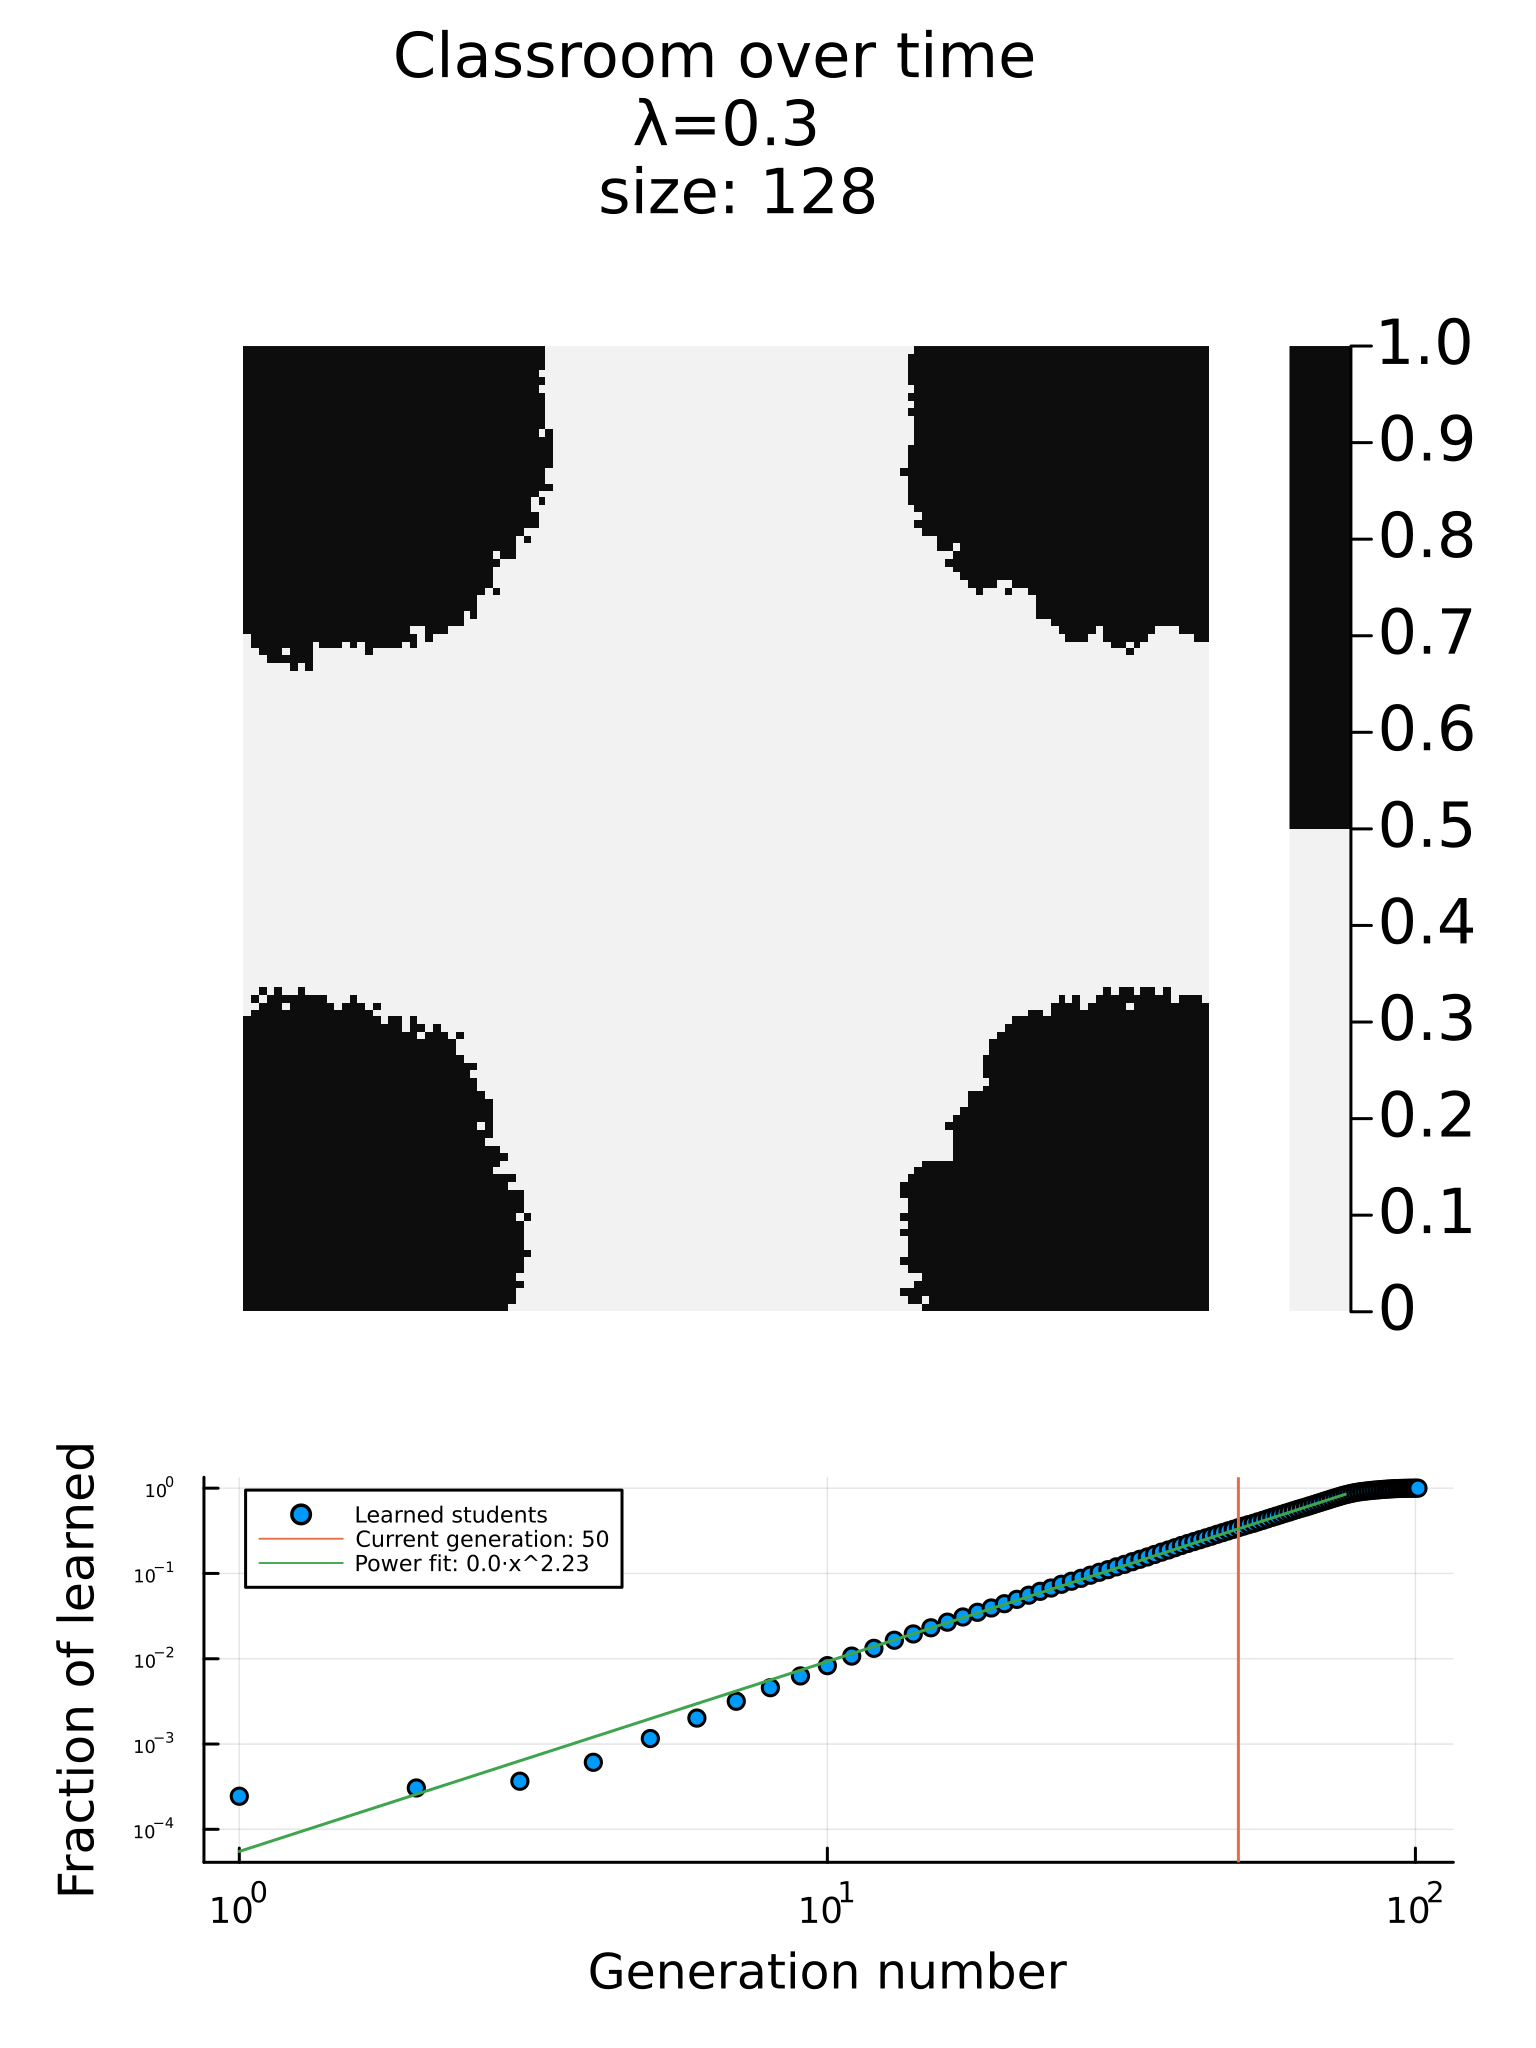 Classroom over time
λ=0.3
size: 128
1.0
0.9
0.8
0.7
0.6
0.5
0.4
0.3
0.2
0.1
0
Fraction of learned
10^0
10^−1
10^−2
10^−3
10^−4
Learned students
Current generation: 50
Power fit: 0.0·x^2.23
10^0 10^1 10^2
Generation number